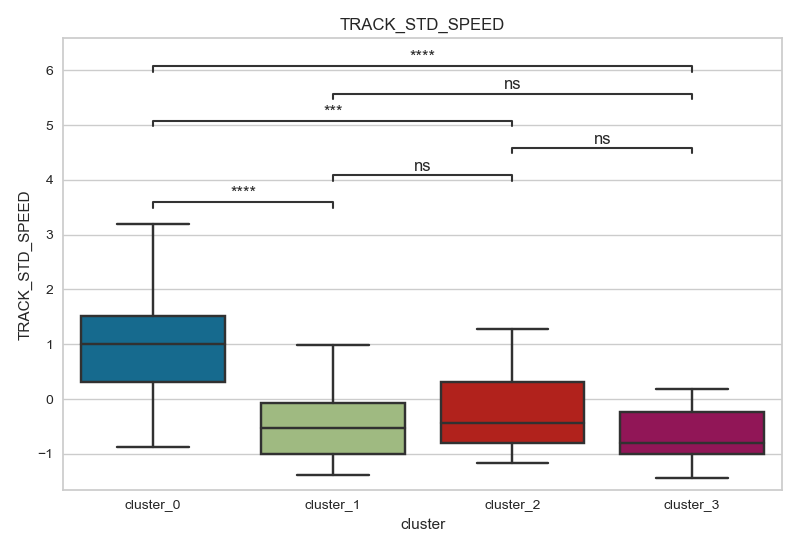 TRACK_STD_SPEED
****
ns
***
ns
ns
****
TRACK_STD_SPEED
6
5
4
3
2
1
0
−1
cluster_0 cluster_1 cluster_2 cluster_3
cluster